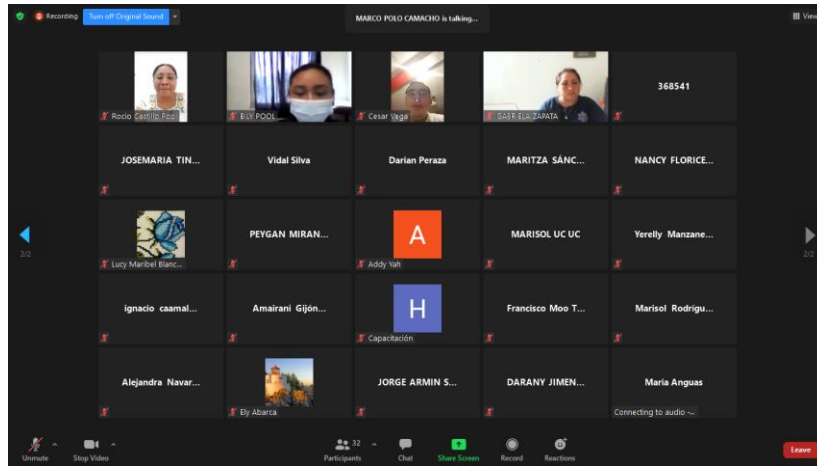 Recording Turn off Original Sound
MARCO POLO CAMACHO is talking...
View
Rocio Castillo Pool
BILY POOL
Cesar Vega
GABRIELA ZAPATA
368541
JOSEMARIA TIN...
Vidal Silva
Darian Peraza
MARITZA SÁNC...
NANCY FLORICE...
2/2
Lucy Maribel Blanc...
PEYGAN MIRAN...
A
Addy Yah
MARISOL UC UC
Yerelly Manzane...
2/2
ignacio caamal...
Amairani Gijón...
H
Capacitación
Francisco Moo T...
Marisol Rodrígu...
Alejandra Navar...
Ely Abarca
JORGE ARMIN S...
DARANY JIMEN...
Maria Anguas
Connecting to audio ·...
Unmute
Stop Video
32
Participants
Chat
Share Screen
Record
Reactions
Leave